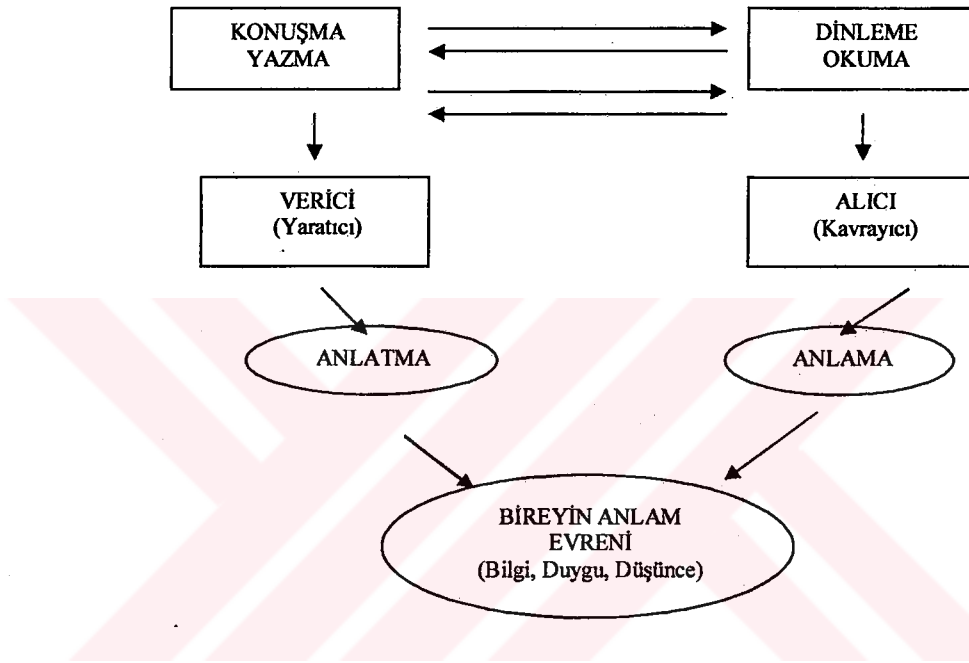 KONUŞMA
YAZMA
DİNLEME
OKUMA
VERİCİ
(Yaratıcı)
ALICI
(Kavrayıcı)
ANLATMA
ANLAMA
BİREYİN ANLAM
EVRENİ
(Bilgi, Duygu, Düşünce)